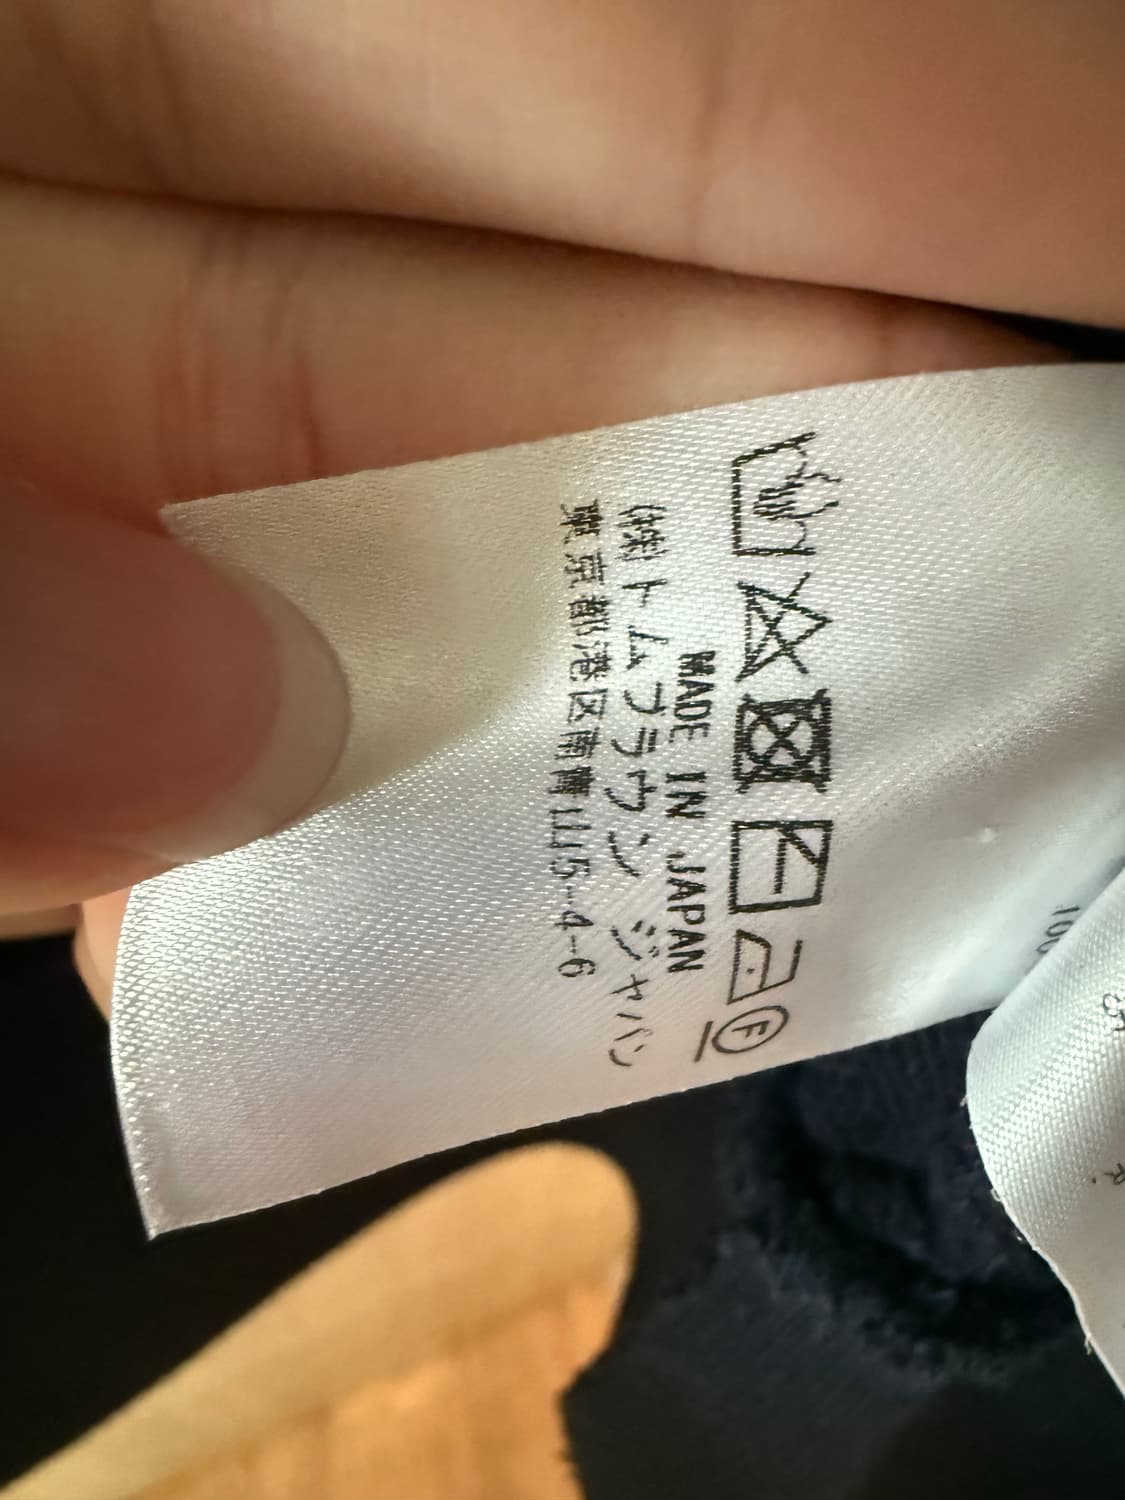 F
MADE IN JAPAN
(株)トムブラウン ジャパン
東京都港区南青山5-4-6
100
R.